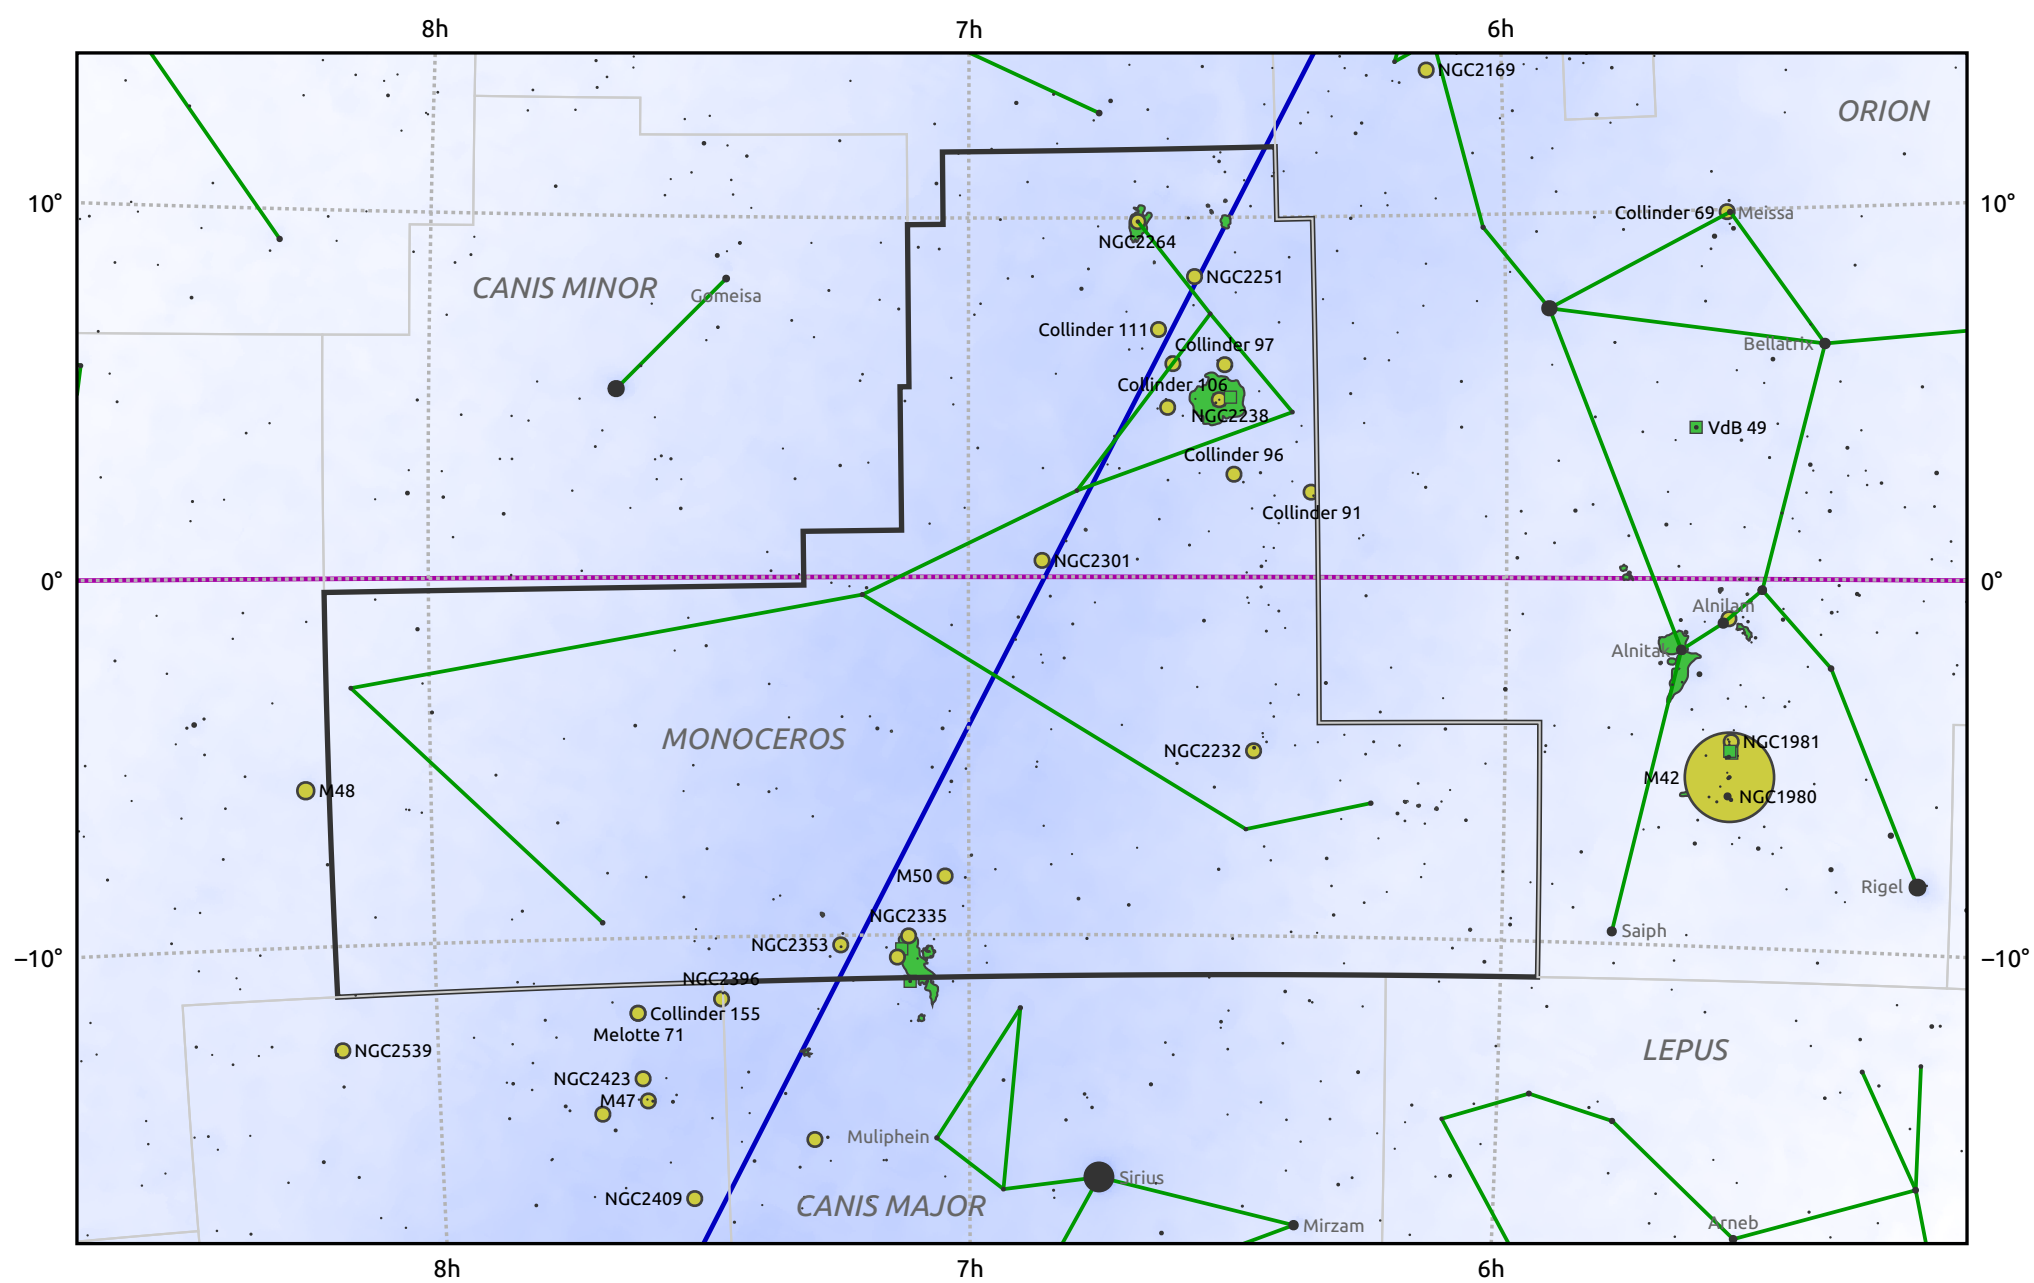 8h
7h
6h
NGC2169
ORION
10°
10°
Collinder 69
Meissa
NGC2264
NGC2251
CANIS MINOR
Gomeisa
Collinder 111
Collinder 97
Bellatrix
Collinder 106
NGC2238
VdB 49
Collinder 96
Collinder 91
NGC2301
0°
0°
Alnilam
Alnitak
MONOCEROS
NGC2232
NGC1981
M42
M48
NGC1980
M50
Rigel
NGC2335
NGC2353
Saiph
−10°
−10°
NGC2396
Collinder 155
Melotte 71
NGC2539
LEPUS
NGC2423
M47
Muliphein
Sirius
NGC2409
CANIS MAJOR
Mirzam
Arneb
8h
7h
6h